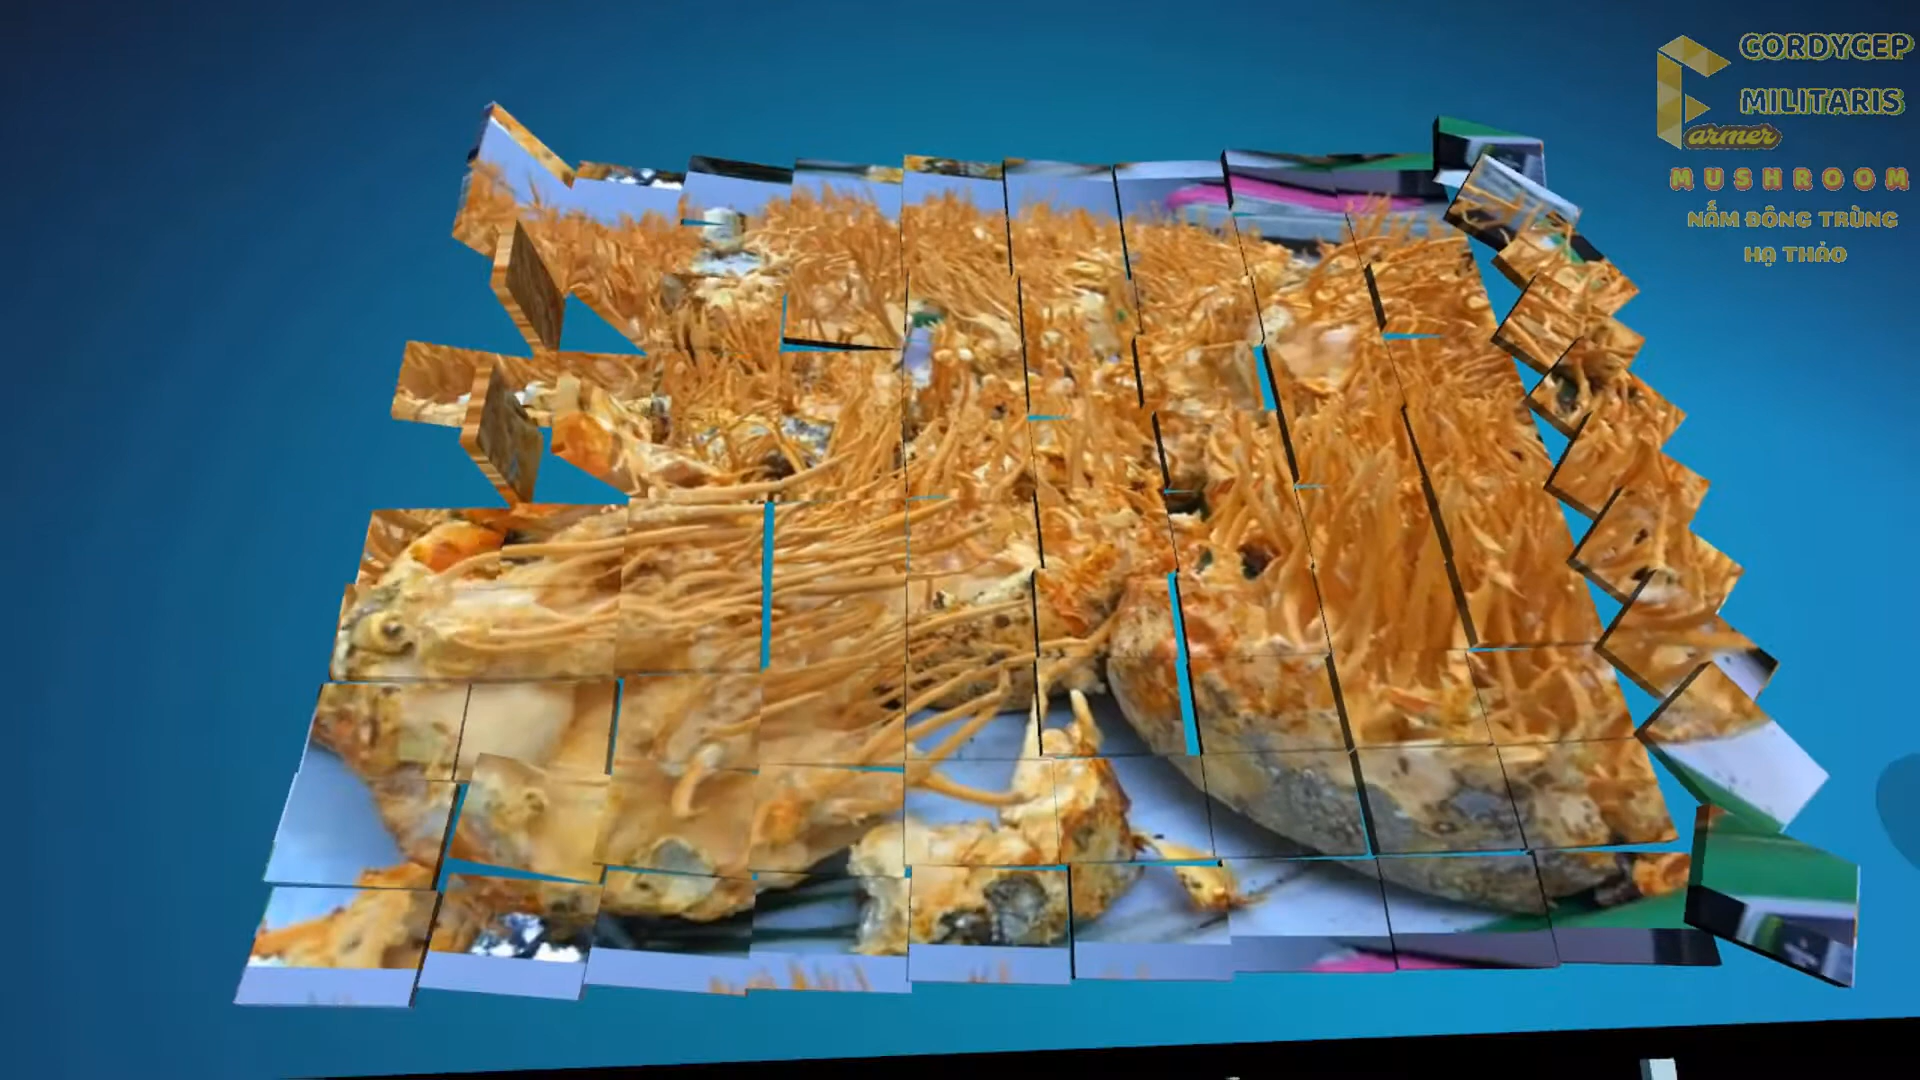 CORDYCEP
MILITARIS
armer
MUSHROOM
NẤM ĐÔNG TRÙNG
HẠ THẢO